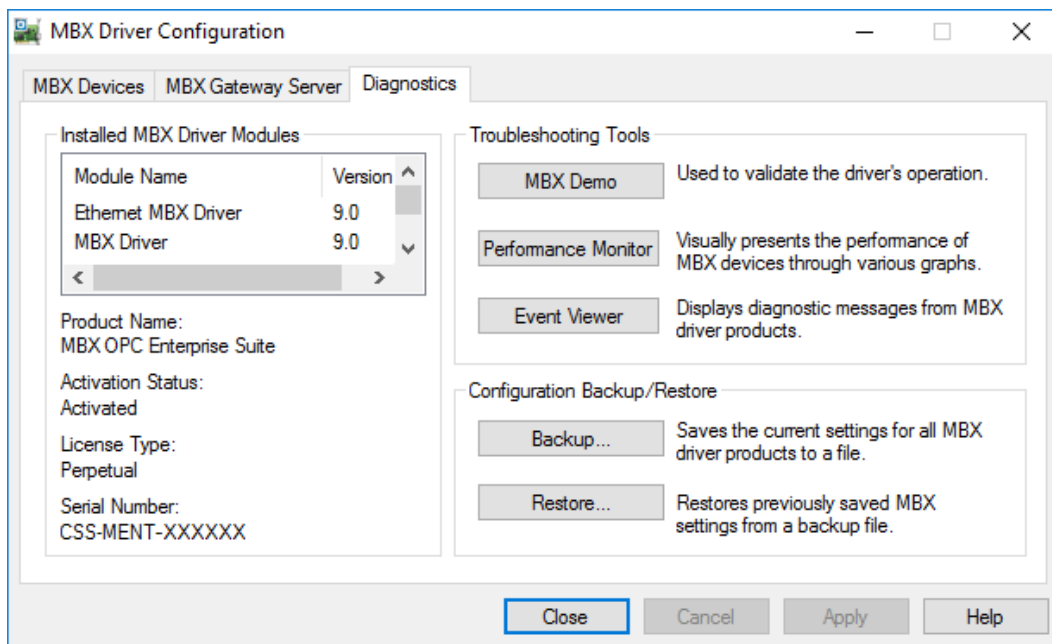 MBX Driver Configuration
MBX Devices
MBX Gateway Server
Diagnostics
Installed MBX Driver Modules
Module Name Version
Ethernet MBX Driver 9.0
MBX Driver 9.0
Product Name:
MBX OPC Enterprise Suite
Activation Status:
Activated
License Type:
Perpetual
Serial Number:
CSS-MENT-XXXXXX
Troubleshooting Tools
MBX Demo
Used to validate the driver's operation.
Performance Monitor
Visually presents the performance of
MBX devices through various graphs.
Event Viewer
Displays diagnostic messages from MBX
driver products.
Configuration Backup/Restore
Backup...
Saves the current settings for all MBX
driver products to a file.
Restore...
Restores previously saved MBX
settings from a backup file.
Close
Cancel
Apply
Help